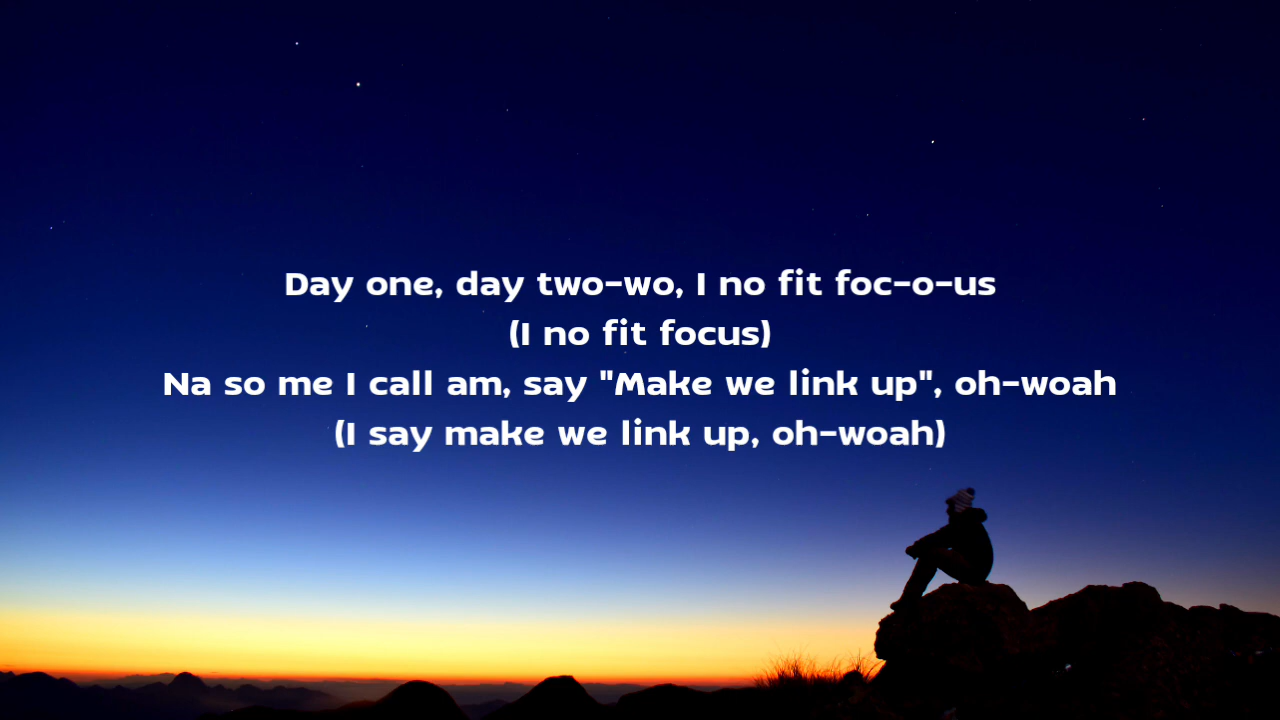 Day one, day two-wo, I no fit foc-o-us
(I no fit focus)
Na so me I call am, say "Make we link up", oh-woah
(I say make we link up, oh-woah)